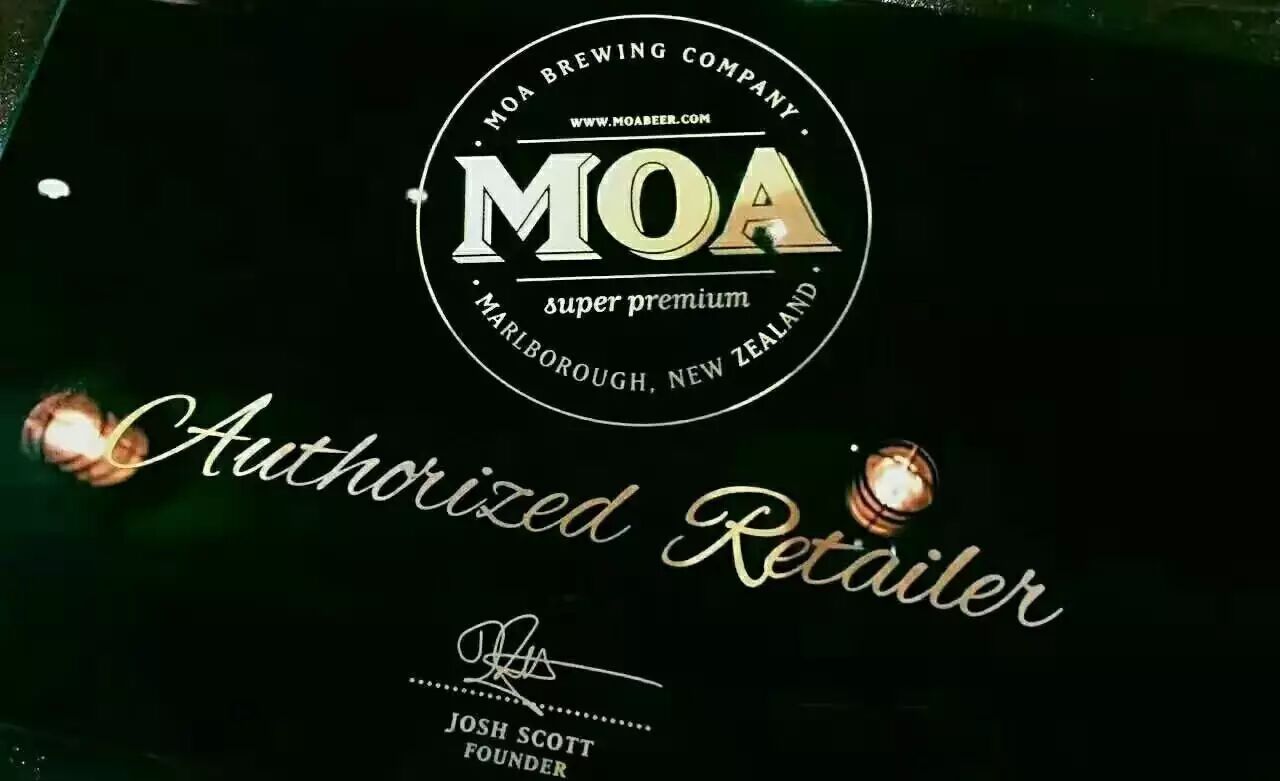 · MOA BREWING COMPANY ·
WWW.MOABEER.COM
MOA
super premium
· MARLBOROUGH, NEW ZEALAND ·
Authorized Retailer
JOSH SCOTT
FOUNDER